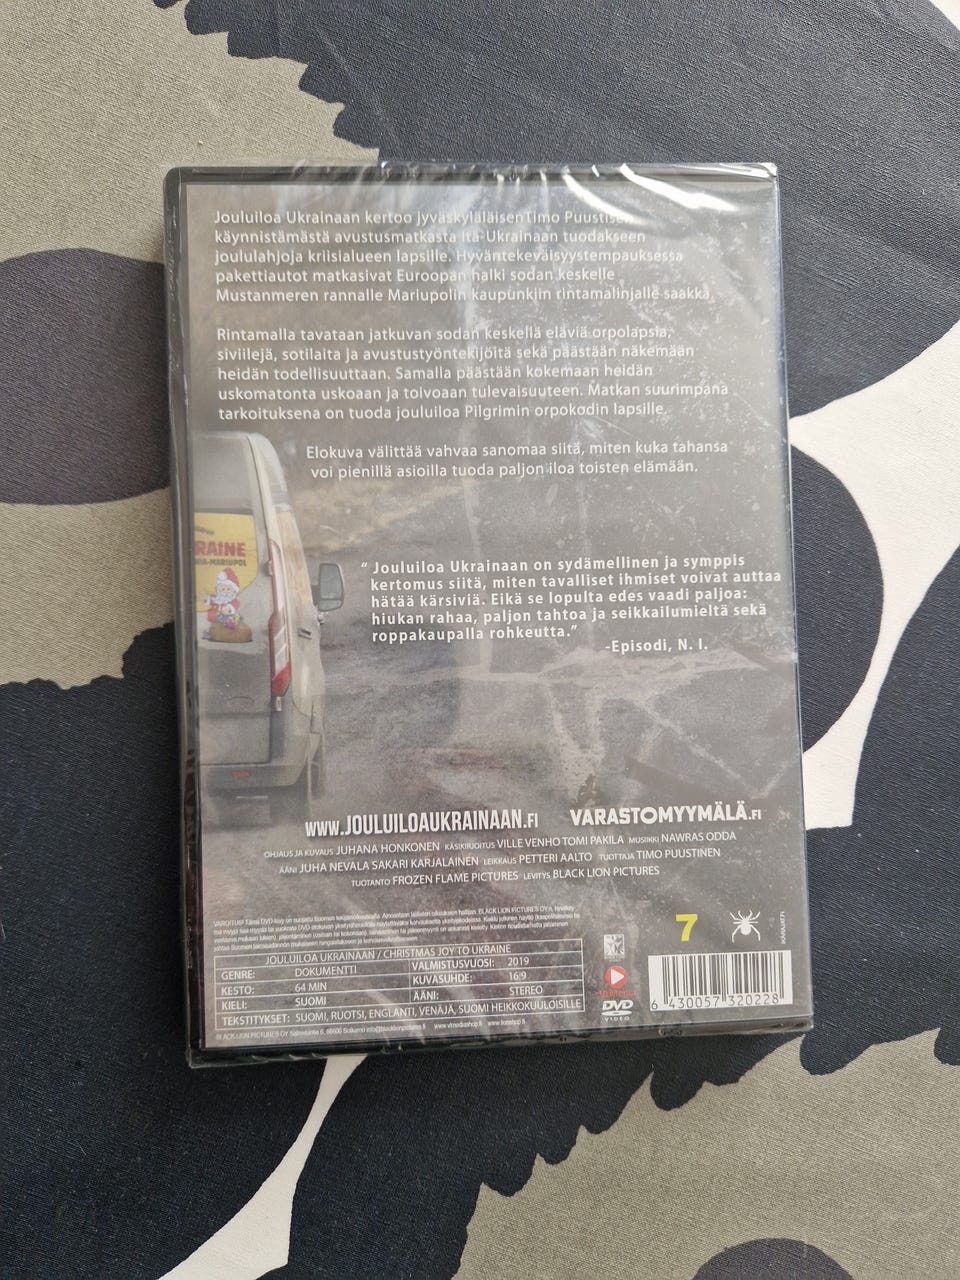 Jouluiloa Ukrainaan kertoo jyväskyläläisenTimo Puustisen
käynnistämästä avustusmatkasta Itä-Ukrainaan tuodakseen
joululahjoja kriisialueen lapsille. Hyväntekeväisyystempauksessa
pakettiautot matkasivat Euroopan halki sodan keskelle
Mustanmeren rannalle Mariupolin kaupunkjin rintamalinjalle saakka
Rintamalla tavataan jatkuvan sodan keskellä eläviä orpolapsia,
siviilejä, sotilaita ja avustustyöntekijöitä sekä päästään näkemään
heidän todellisuuttaan. Samalla päästään kokemaan heidän
uskomatonta uskoaan ja toivoaan tulevaisuuteen. Matkan suurimpana
tarkoituksena on tuoda jouluiloa Pilgrimin orpokodin lapsille.
Elokuva välittää vahvaa sanomaa siitä, miten kuka tahansa
voi pienillä asioilla tuoda paljon iloa toisten elämään.
RAINE
MARIUPOL
“ Jouluiloa Ukrainaan on sydämellinen ja symppis
kertomus siitä, miten tavalliset ihmiset voivat auttaa
hätää kärsiviä. Eikä se lopulta edes vaadi paljoa:
hiukan rahaa, paljon tahtoa ja seikkailumieltä sekä
roppakaupalla rohkeutta.”
-Episodi, N. I.
WWW.JOULUILOAUKRAINAAN.FI VARASTOMYYMÄLÄ.FI
OHJAUS JA KUVAUS JUHANA HONKONEN KÄSIKIRJOITUS VILLE VENHO TOMI PAKILA MUSIIKKI NAWRAS ODDA
ÄÄNI JUHA NEVALA SAKARI KARJALAINEN LEIKKAUS PETTERI AALTO TUOTTAJA TIMO PUUSTINEN
TUOTANTO FROZEN FLAME PICTURES LEVITYS BLACK LION PICTURES
7
JOULUILOA UKRAINAAN / CHRISTMAS JOY TO UKRAINE
GENRE: DOKUMENTTI VALMISTUSVUOSI: 2019
KESTO: 64 MIN KUVASUHDE: 16:9
KIELI: SUOMI ÄÄNI: STEREO
TEKSTITYKSET: SUOMI, RUOTSI, ENGLANTI, VENÄJÄ, SUOMI HEIKKOKUULOISILLE
DVD
VIDEO
6 430057 320228